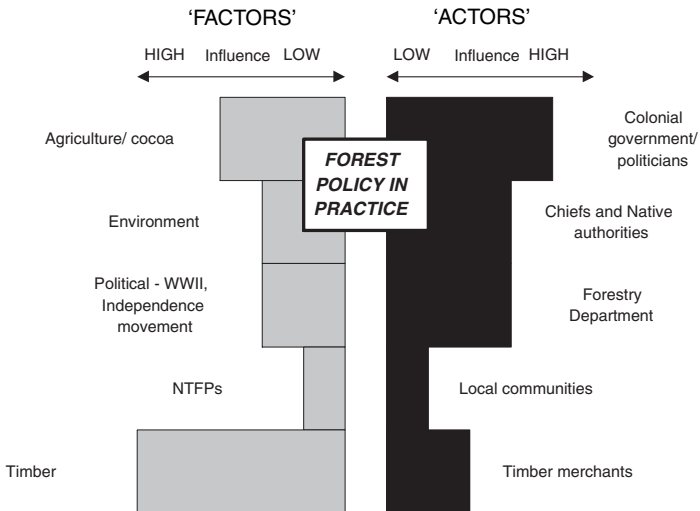 'FACTORS'
'ACTORS'
HIGH Influence LOW
LOW Influence HIGH
Agriculture/ cocoa
Colonial
government/
politicians
FOREST
POLICY IN
PRACTICE
Environment
Chiefs and Native
authorities
Political - WWII,
Independence
movement
Forestry
Department
NTFPs
Local communities
Timber
Timber merchants